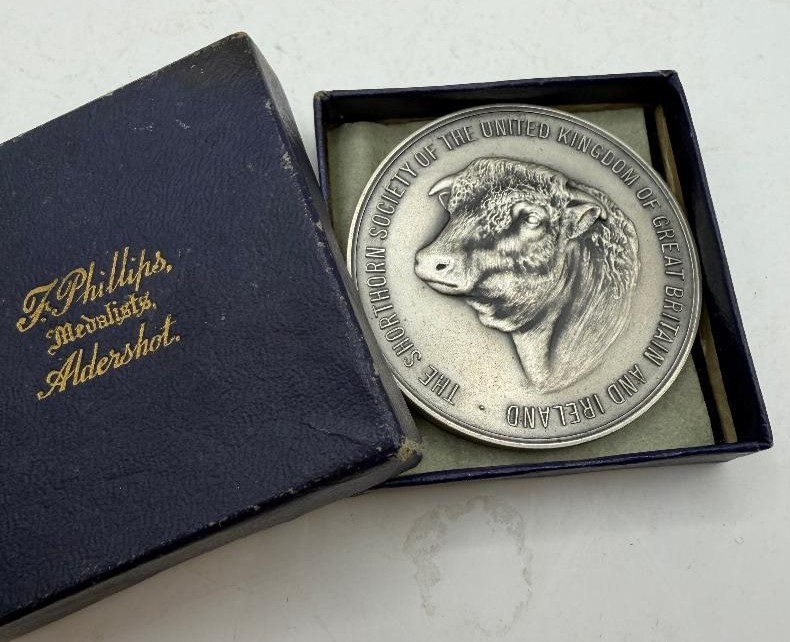 F. Phillips,
Medalists,
Aldershot.
THE SHORTHORN SOCIETY OF THE UNITED KINGDOM OF GREAT BRITAIN AND IRELAND